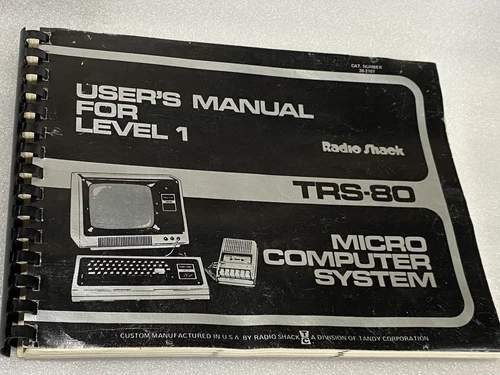 CAT. NUMBER
26-2101
USER'S MANUAL
FOR
LEVEL 1
Radio Shack
TRS-80
MICRO
COMPUTER
SYSTEM
CUSTOM MANUFACTURED IN U.S.A. BY RADIO SHACK A DIVISION OF TANDY CORPORATION